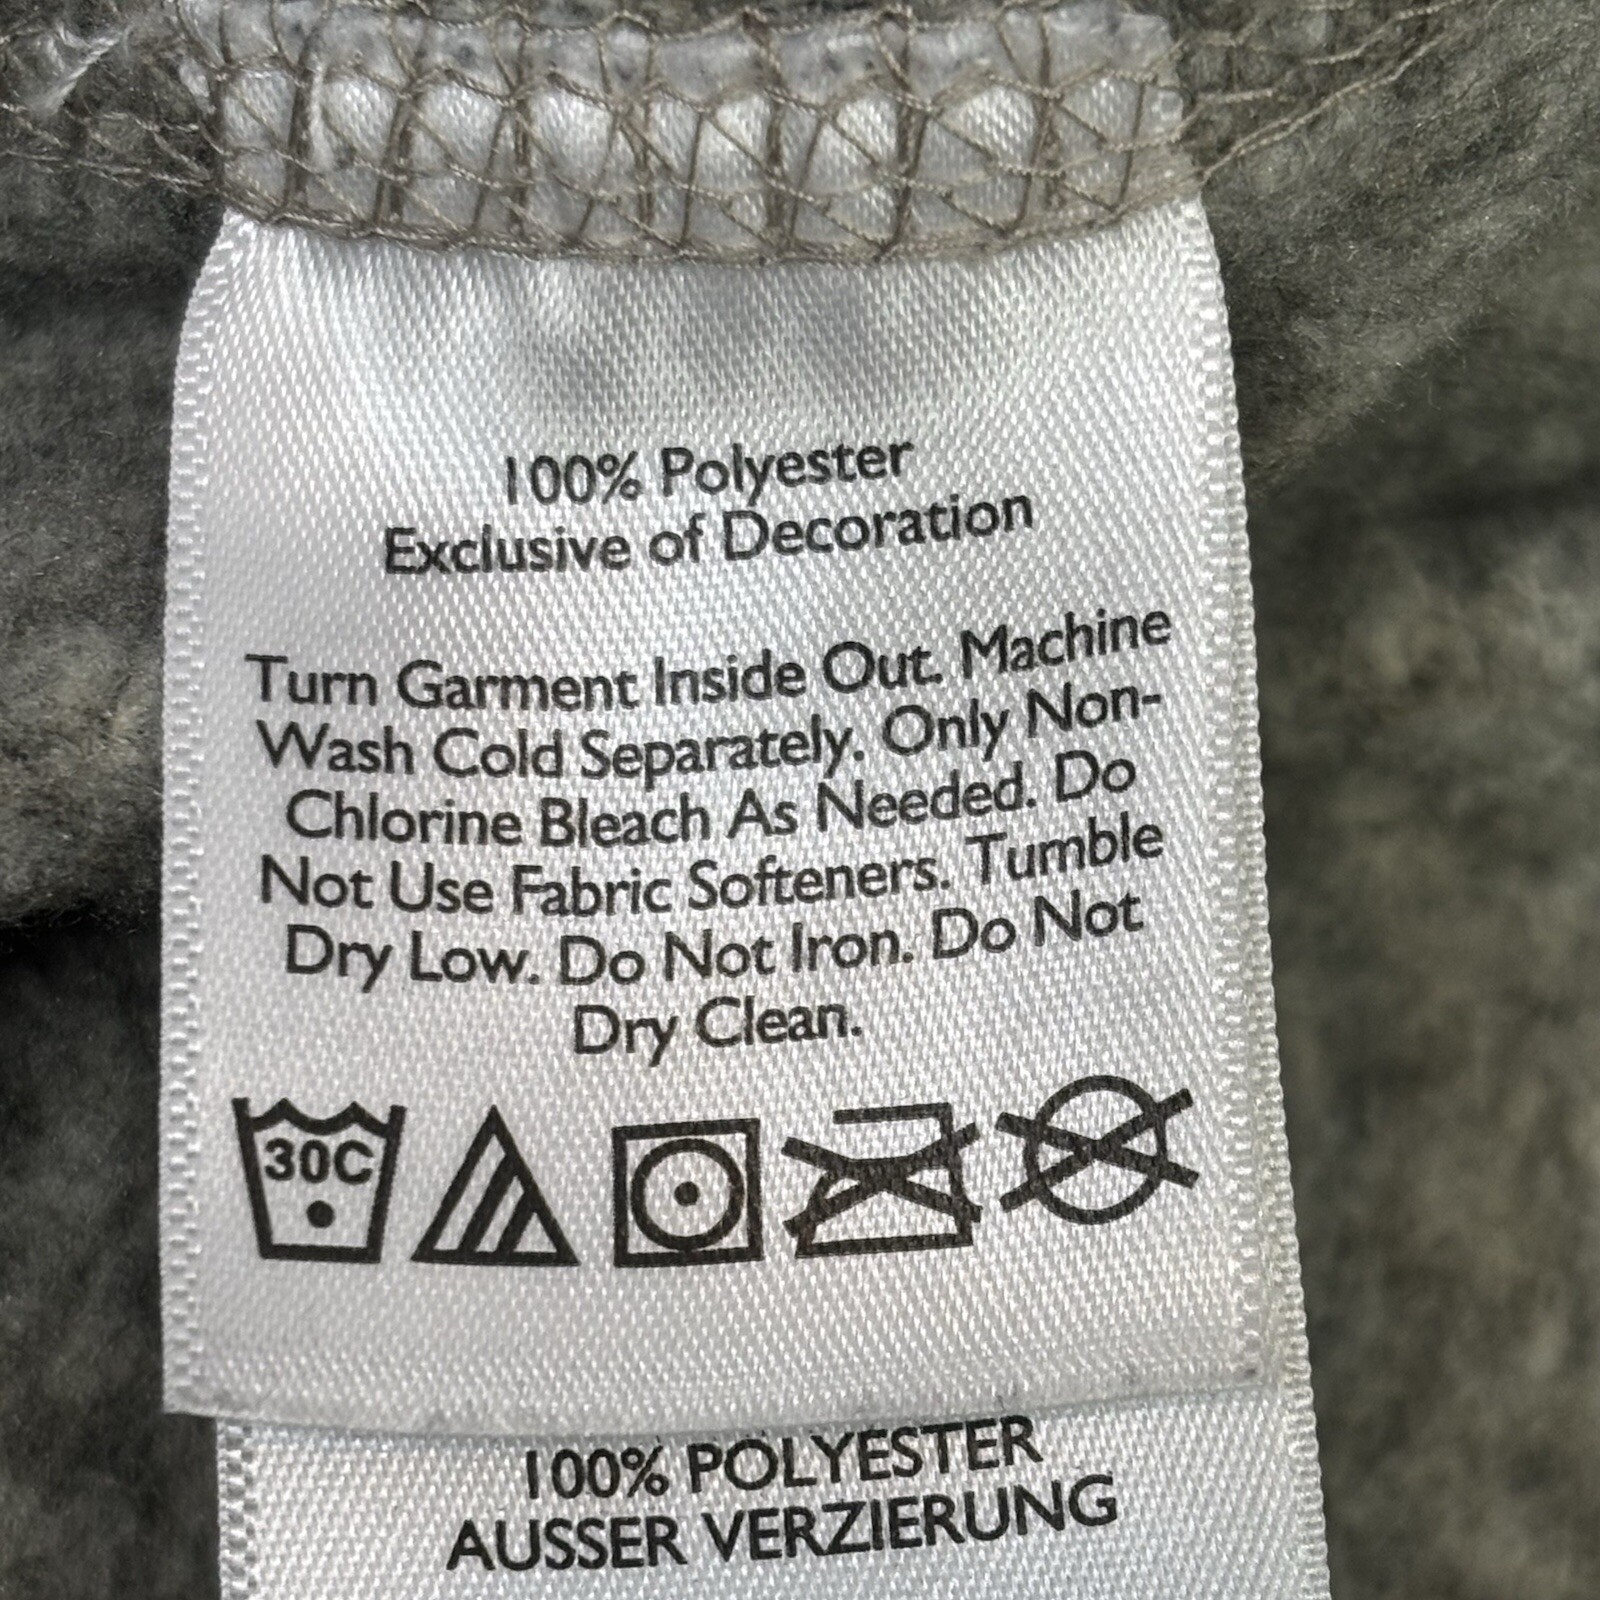 100% Polyester
Exclusive of Decoration
Turn Garment Inside Out. Machine
Wash Cold Separately. Only Non-
Chlorine Bleach As Needed. Do
Not Use Fabric Softeners. Tumble
Dry Low. Do Not Iron. Do Not
Dry Clean.
30C
100% POLYESTER
AUSSER VERZIERUNG